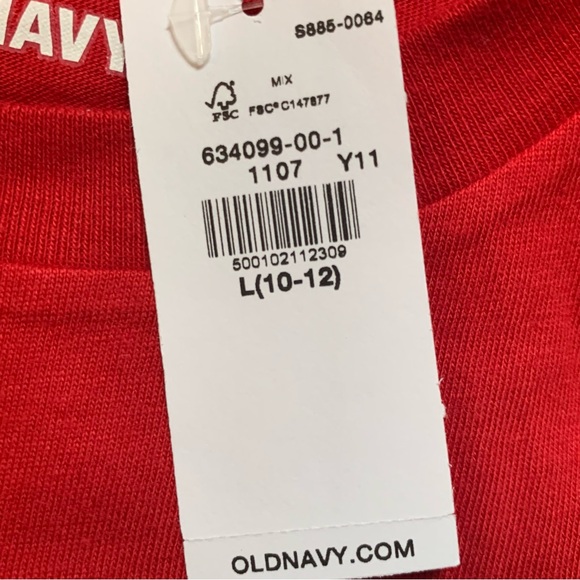 NAVY
S885-0064
MIX
FSC
FSC® C147877
634099-00-1
1107 Y11
500102112309
L(10-12)
OLDNAVY.COM